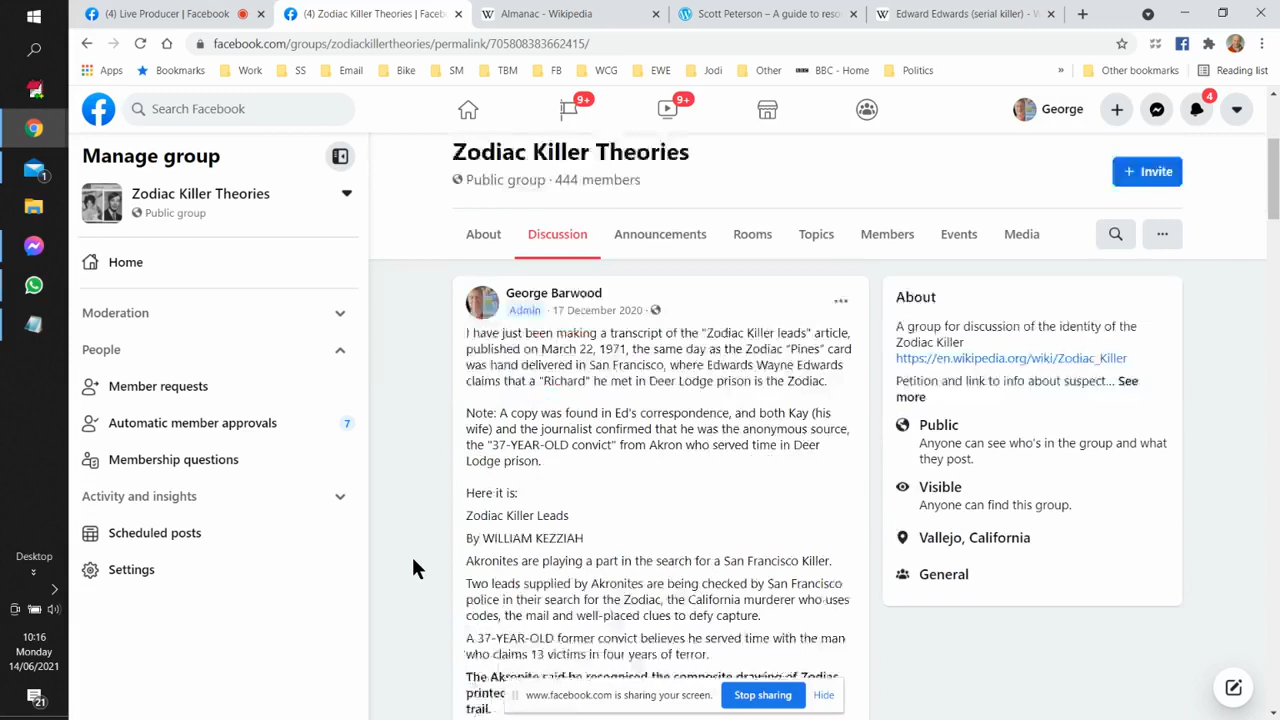 (4) Live Producer | Facebook
(4) Zodiac Killer Theories | Faceb
Almanac - Wikipedia
Scott Peterson – A guide to reso
Edward Edwards (serial killer) - W
facebook.com/groups/zodiackillertheories/permalink/705808383662415/
Apps
Bookmarks
Work
SS
Email
Bike
SM
TBM
FB
WCG
EWE
Jodi
Other
BBC - Home
Politics
»
Other bookmarks
Reading list
Search Facebook
9+
9+
George
4
Manage group
Zodiac Killer Theories
Public group
Home
Moderation
People
Member requests
Automatic member approvals
7
Membership questions
Activity and insights
Scheduled posts
Settings
Zodiac Killer Theories
Public group · 444 members
+ Invite
About
Discussion
Announcements
Rooms
Topics
Members
Events
Media
George Barwood
Admin · 17 December 2020 ·
I have just been making a transcript of the "Zodiac Killer leads" article,
published on March 22, 1971, the same day as the Zodiac "Pines" card
was hand delivered in San Francisco, where Edwards Wayne Edwards
claims that a "Richard" he met in Deer Lodge prison is the Zodiac.
Note: A copy was found in Ed's correspondence, and both Kay (his
wife) and the journalist confirmed that he was the anonymous source,
the "37-YEAR-OLD convict" from Akron who served time in Deer
Lodge prison.
Here it is:
Zodiac Killer Leads
By WILLIAM KEZZIAH
Akronites are playing a part in the search for a San Francisco Killer.
Two leads supplied by Akronites are being checked by San Francisco
police in their search for the Zodiac, the California murderer who uses
codes, the mail and well-placed clues to defy capture.
A 37-YEAR-OLD former convict believes he served time with the man
who claims 13 victims in four years of terror.
The Akronite said he recognised the composite drawing of Zodiac
printed
trail.
About
A group for discussion of the identity of the
Zodiac Killer
https://en.wikipedia.org/wiki/Zodiac_Killer
Petition and link to info about suspect... See
more
Public
Anyone can see who's in the group and what
they post.
Visible
Anyone can find this group.
Vallejo, California
General
www.facebook.com is sharing your screen.
Stop sharing
Hide
1
Desktop
10:16
Monday
14/06/2021
21